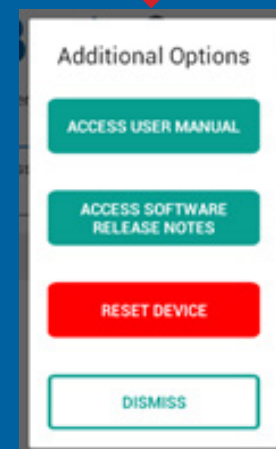 Additional Options
ACCESS USER MANUAL
ACCESS SOFTWARE
RELEASE NOTES
RESET DEVICE
DISMISS